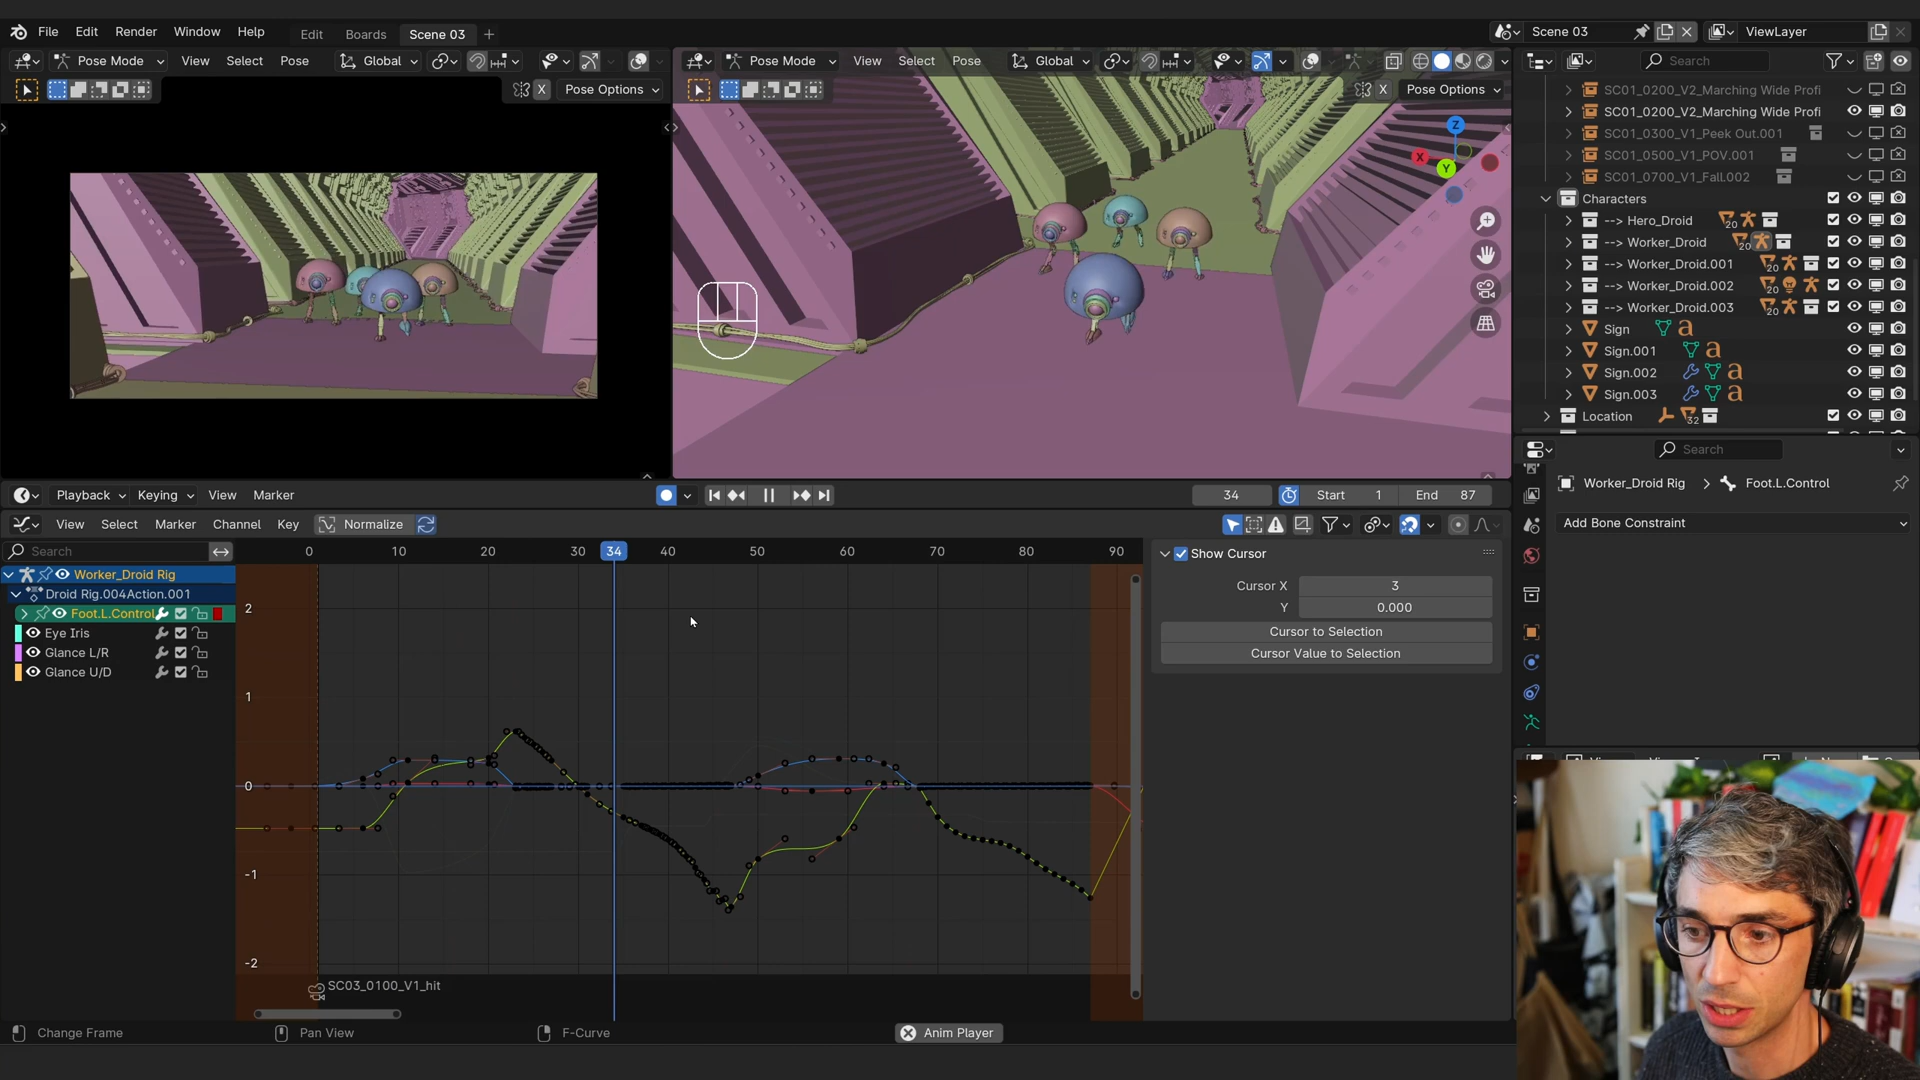 File Edit Render Window Help Edit Boards Scene 03 + Scene 03 ViewLayer
Pose Mode View Select Pose Global Pose Mode View Select Pose Global Search
X Pose Options X Pose Options
SC01_0200_V2_Marching Wide Profi
SC01_0200_V2_Marching Wide Profi
SC01_0300_V1_Peek Out.001
SC01_0500_V1_POV.001
SC01_0700_V1_Fall.002
Z
X
Y
Characters
--> Hero_Droid 20
--> Worker_Droid 20
--> Worker_Droid.001 20
--> Worker_Droid.002 20
--> Worker_Droid.003 20
Sign
Sign.001
Sign.002
Sign.003
Location 32
Search
Worker_Droid Rig > Foot.L.Control
Add Bone Constraint
Playback Keying View Marker 34 Start 1 End 87
View Select Marker Channel Key Normalize
Search 0 10 20 30 34 40 50 60 70 80 90
Show Cursor
Cursor X 3
Y 0.000
Cursor to Selection
Cursor Value to Selection
Worker_Droid Rig
Droid Rig.004Action.001
Foot.L.Control
Eye Iris
Glance L/R
Glance U/D
2
1
0
-1
-2
SC03_0100_V1_hit
Change Frame Pan View F-Curve Anim Player